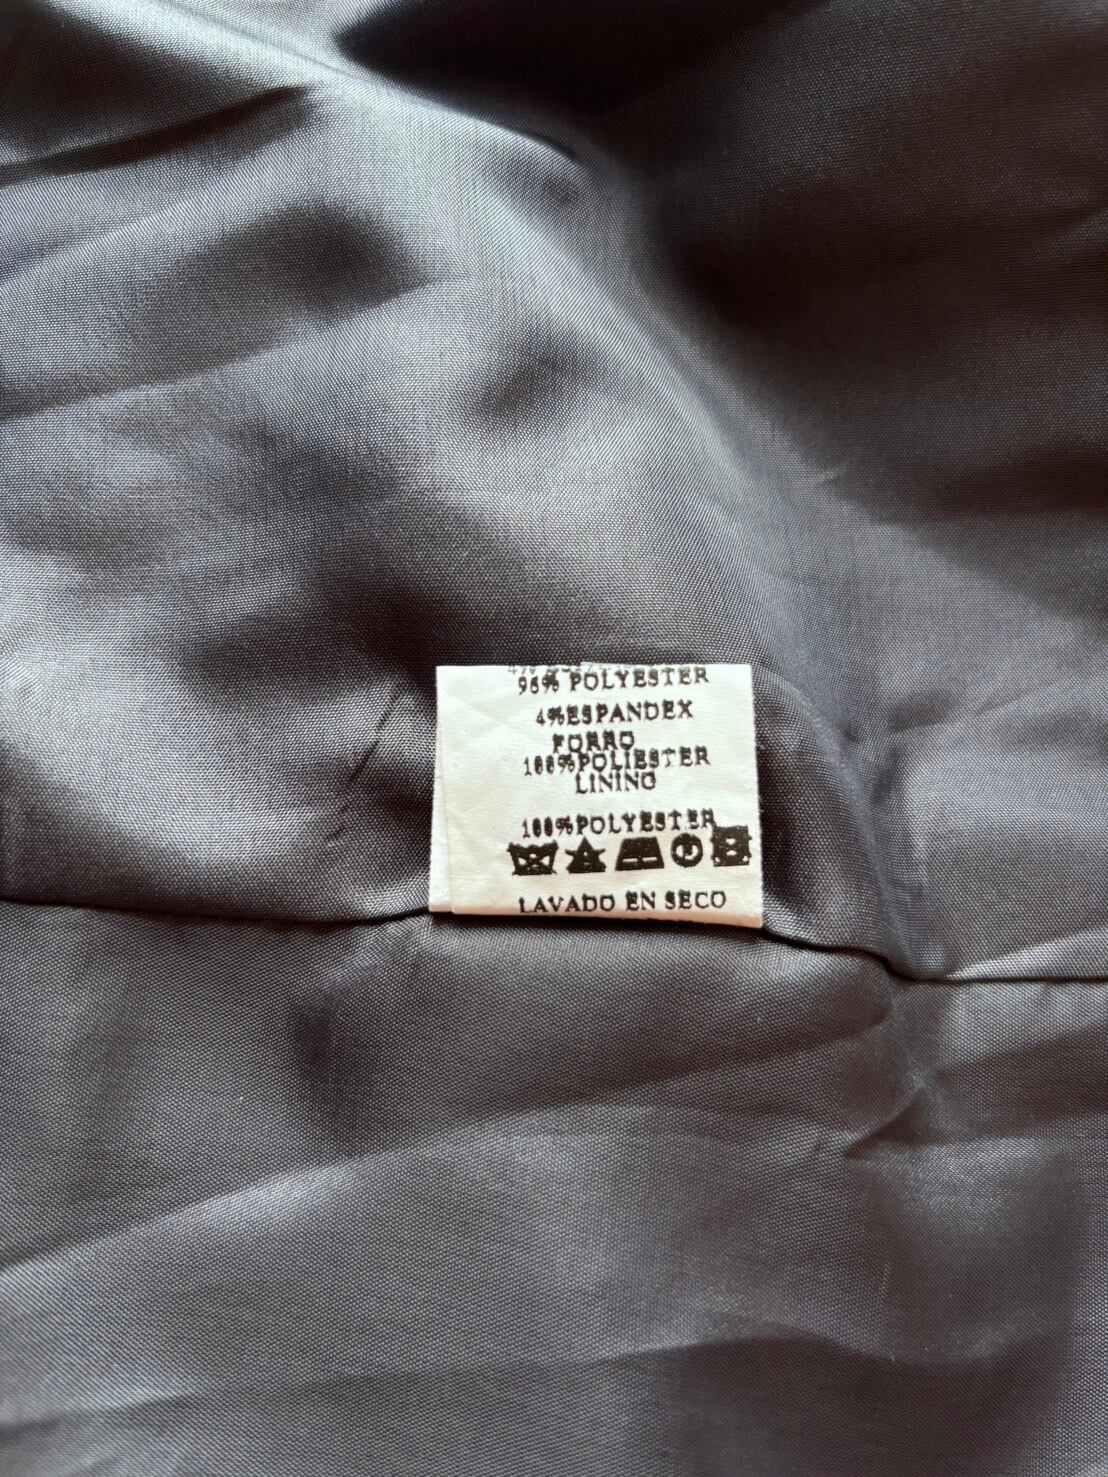 96% POLYESTER
4%ESPANDEX
FORRO
100%POLIESTER
LINING
100%POLYESTER
LAVADO EN SECO